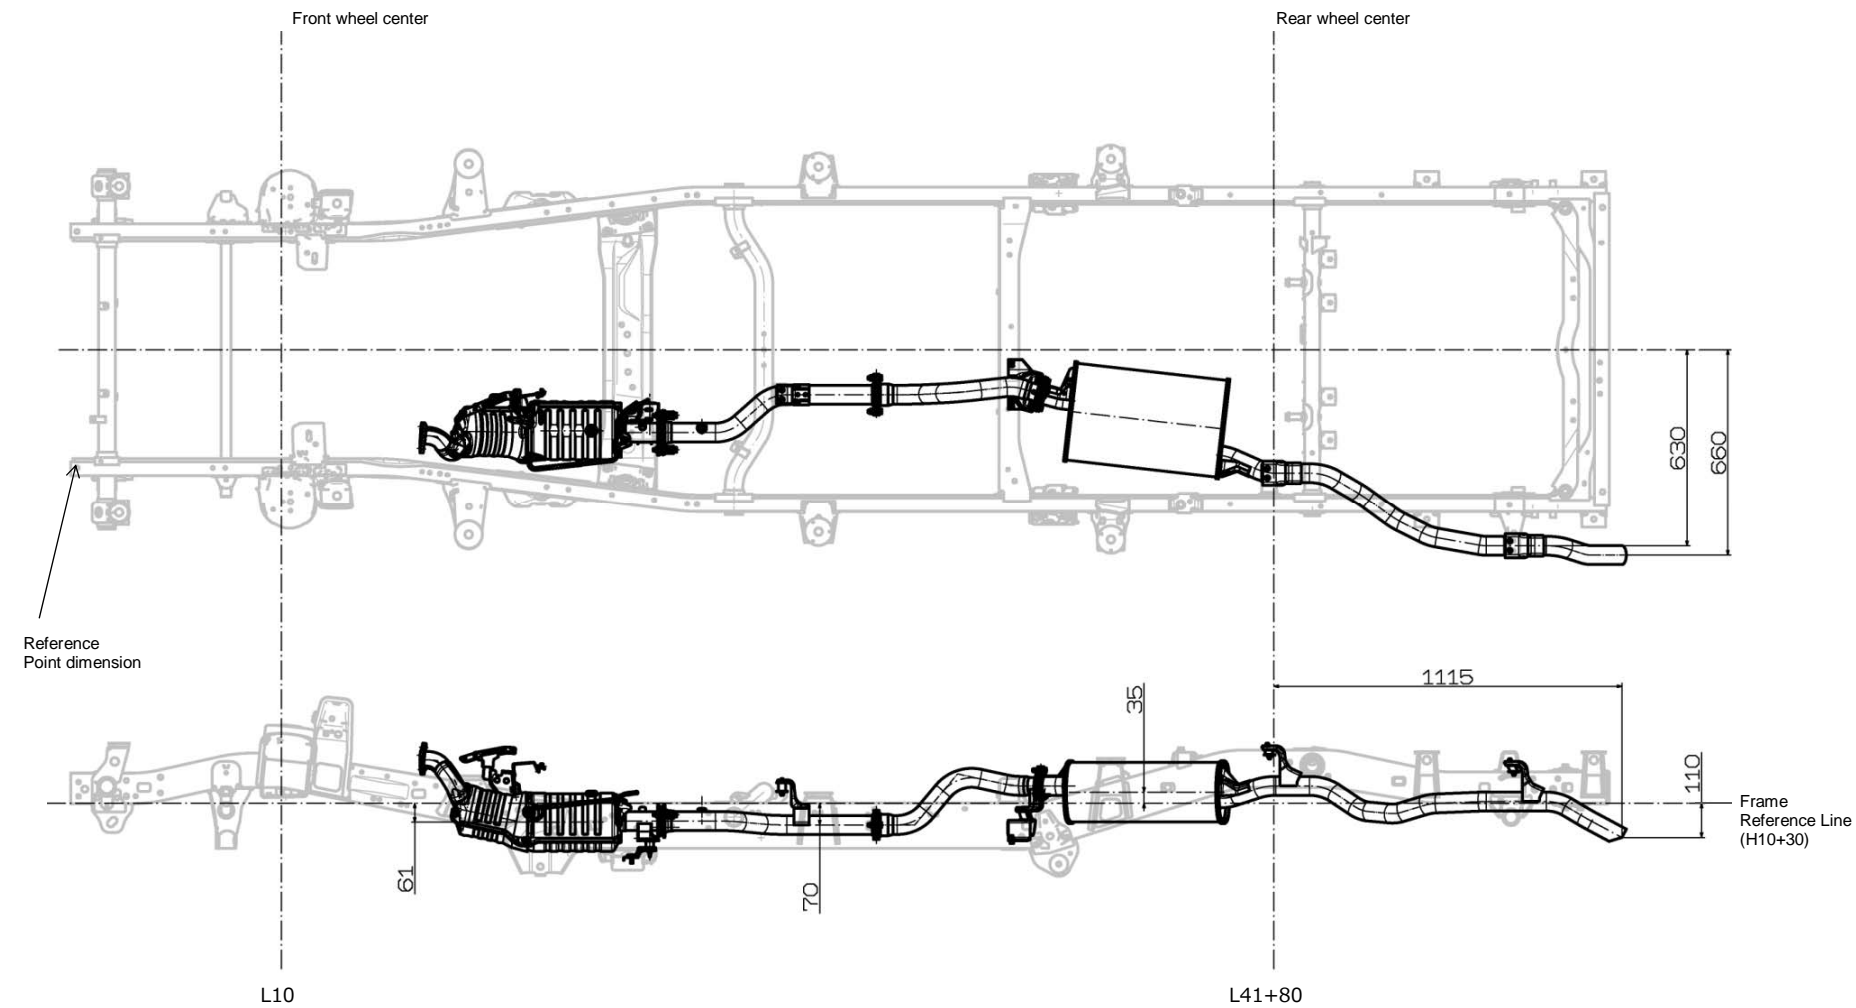 Front wheel center
Rear wheel center
630
660
Reference
Point dimension
1115
35
110
Frame
Reference Line
(H10+30)
61
70
L10
L41+80